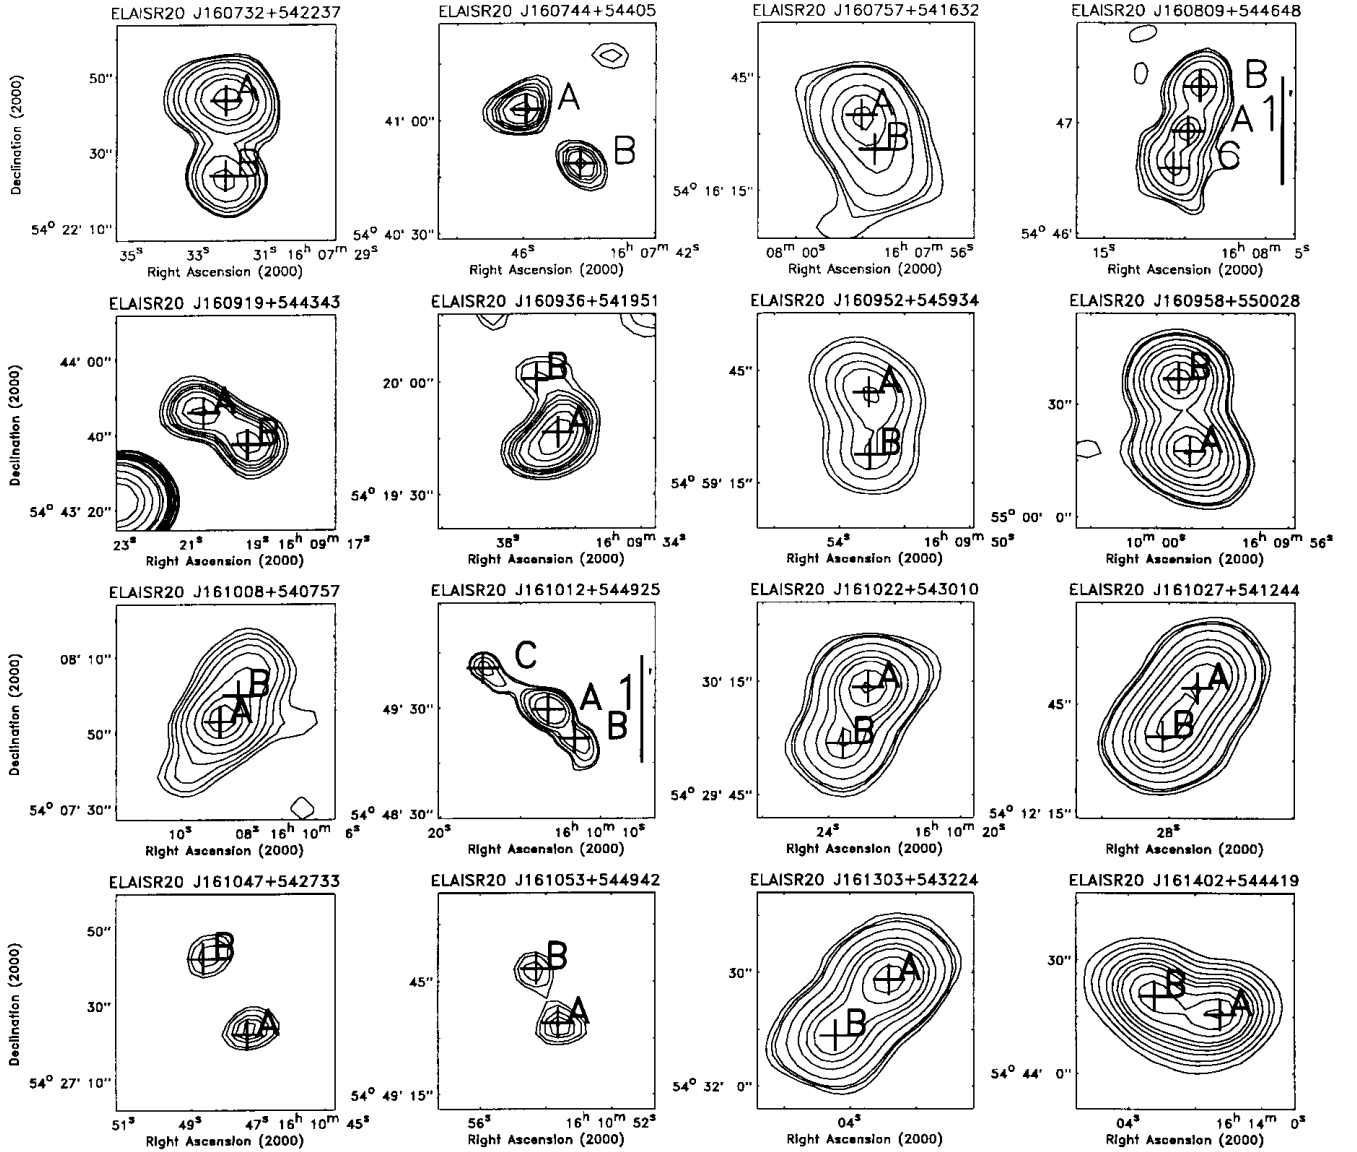 ELAISR20 J160732+542237 ELAISR20 J160744+54405 ELAISR20 J160757+541632 ELAISR20 J160809+544648
Declination (2000)
50" A 30" B 54° 22' 10"
41° 00" A B 54° 40' 30"
45" A B 54° 16' 15"
47 B A 6 1' 54° 46'
35s 33s 31s 16h 07m 29s 46s 16h 07m 42s 08m 00s 16h 07m 56s 15s 16h 08m 5s
Right Ascension (2000) Right Ascension (2000) Right Ascension (2000) Right Ascension (2000)
ELAISR20 J160919+544343 ELAISR20 J160936+541951 ELAISR20 J160952+545934 ELAISR20 J160958+550028
Declination (2000)
44' 00" A 40" B 54° 43' 20"
20' 00" B A 54° 19' 30"
45" A B 54° 59' 15"
30" B A 55° 00' 0"
23s 21s 19s 16h 09m 17s 38s 16h 09m 34s 54s 16h 09m 50s 10m 00s 16h 09m 56s
Right Ascension (2000) Right Ascension (2000) Right Ascension (2000) Right Ascension (2000)
ELAISR20 J161008+540757 ELAISR20 J161012+544925 ELAISR20 J161022+543010 ELAISR20 J161027+541244
Declination (2000)
08' 10" B A 50" 54° 07' 30"
C A B 1' 49' 30" 54° 48' 30"
30' 15" A B 54° 29' 45"
45" A B 54° 12' 15"
10s 08s 16h 10m 6s 20s 16h 10m 10s 24s 16h 10m 20s 28s
Right Ascension (2000) Right Ascension (2000) Right Ascension (2000) Right Ascension (2000)
ELAISR20 J161047+542733 ELAISR20 J161053+544942 ELAISR20 J161303+543224 ELAISR20 J161402+544419
Declination (2000)
50" B 30" A 54° 27' 10"
45" B A 54° 49' 15"
30" A B 54° 32' 0"
30" B A 54° 44' 0"
51s 49s 47s 16h 10m 45s 56s 16h 10m 52s 04s 04s 16h 14m 0s
Right Ascension (2000) Right Ascension (2000) Right Ascension (2000) Right Ascension (2000)